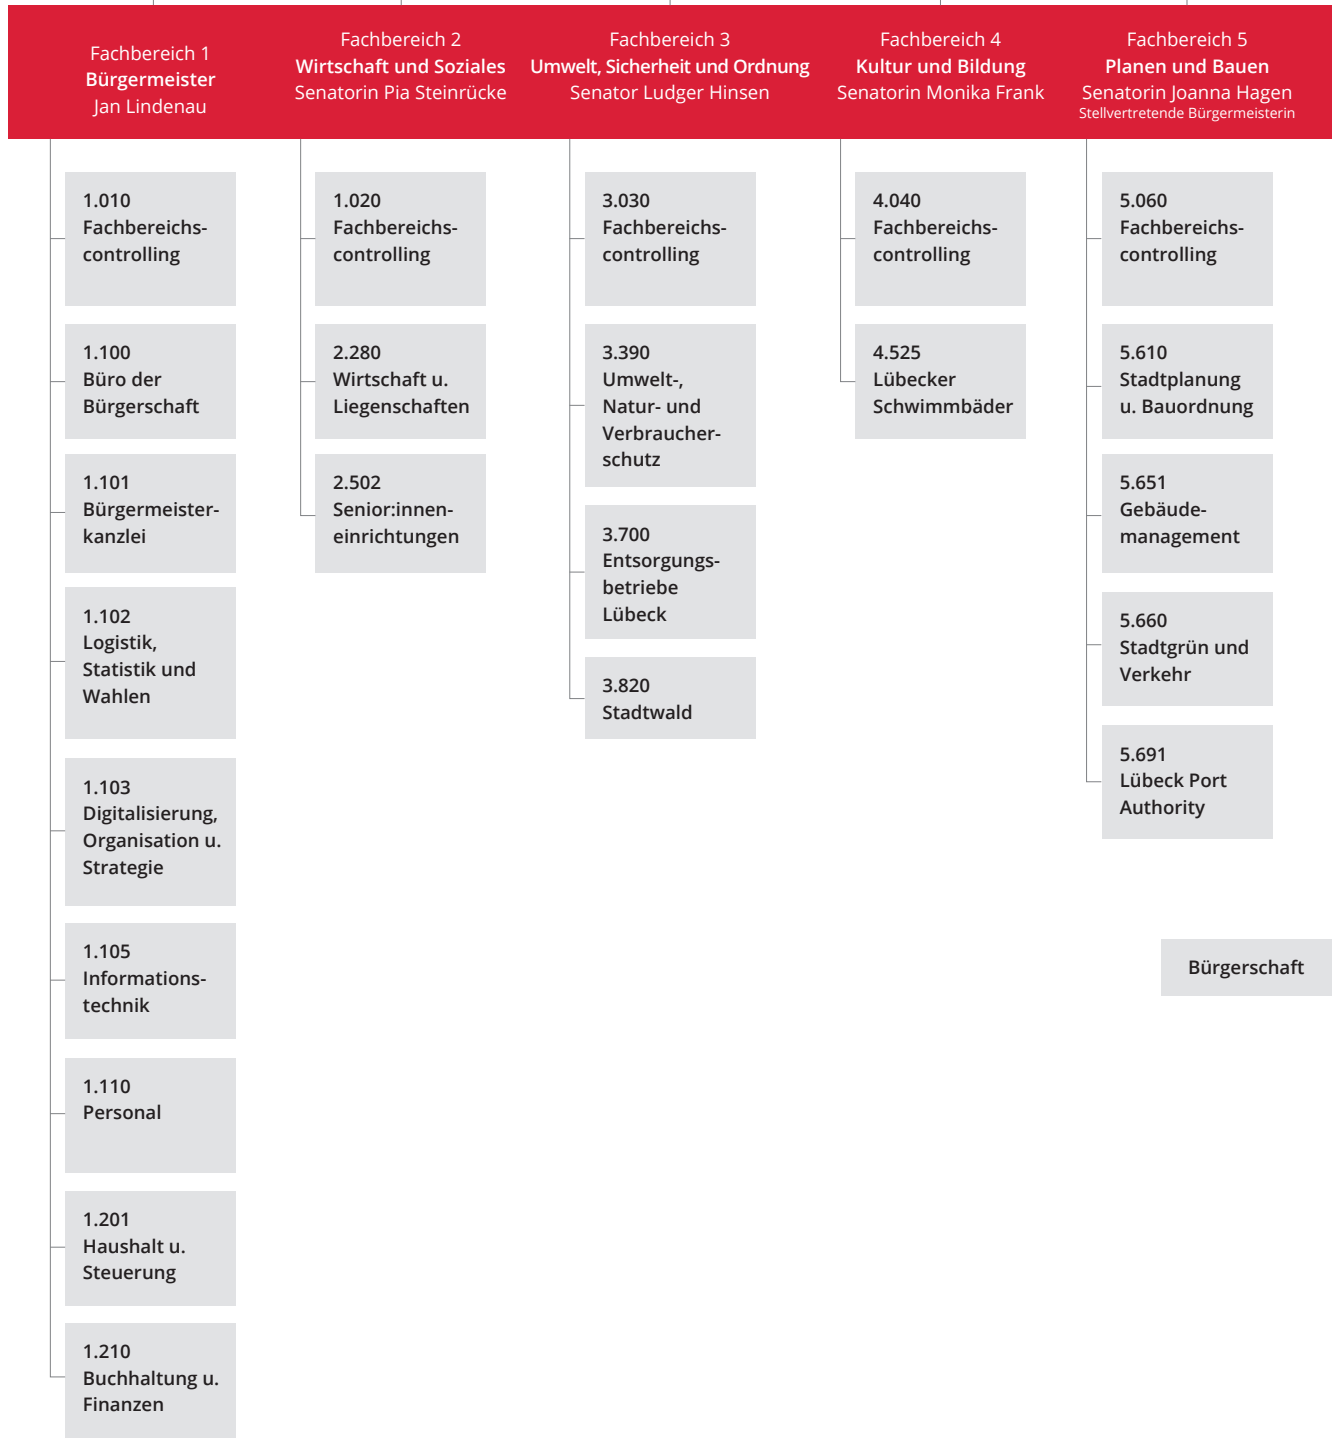 Fachbereich 1
Bürgermeister
Jan Lindenau
Fachbereich 2
Wirtschaft und Soziales
Senatorin Pia Steinrücke
Fachbereich 3
Umwelt, Sicherheit und Ordnung
Senator Ludger Hinsen
Fachbereich 4
Kultur und Bildung
Senatorin Monika Frank
Fachbereich 5
Planen und Bauen
Senatorin Joanna Hagen
Stellvertretende Bürgermeisterin
1.010
Fachbereichs-
controlling
1.100
Büro der
Bürgerschaft
1.101
Bürgermeister-
kanzlei
1.102
Logistik,
Statistik und
Wahlen
1.103
Digitalisierung,
Organisation u.
Strategie
1.105
Informations-
technik
1.110
Personal
1.201
Haushalt u.
Steuerung
1.210
Buchhaltung u.
Finanzen
1.020
Fachbereichs-
controlling
2.280
Wirtschaft u.
Liegenschaften
2.502
Senior:innen-
einrichtungen
3.030
Fachbereichs-
controlling
3.390
Umwelt-,
Natur- und
Verbraucher-
schutz
3.700
Entsorgungs-
betriebe
Lübeck
3.820
Stadtwald
4.040
Fachbereichs-
controlling
4.525
Lübecker
Schwimmbäder
5.060
Fachbereichs-
controlling
5.610
Stadtplanung
u. Bauordnung
5.651
Gebäude-
management
5.660
Stadtgrün und
Verkehr
5.691
Lübeck Port
Authority
Bürgerschaft